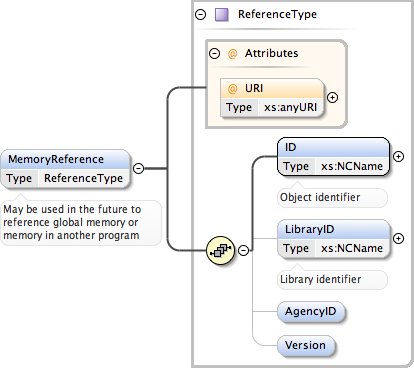 ReferenceType
@ Attributes
@ URI
Type xs:anyURI
MemoryReference
Type ReferenceType
May be used in the future to
reference global memory or
memory in another program
ID
Type xs:NCName
Object identifier
LibraryID
Type xs:NCName
Library identifier
AgencyID
Version